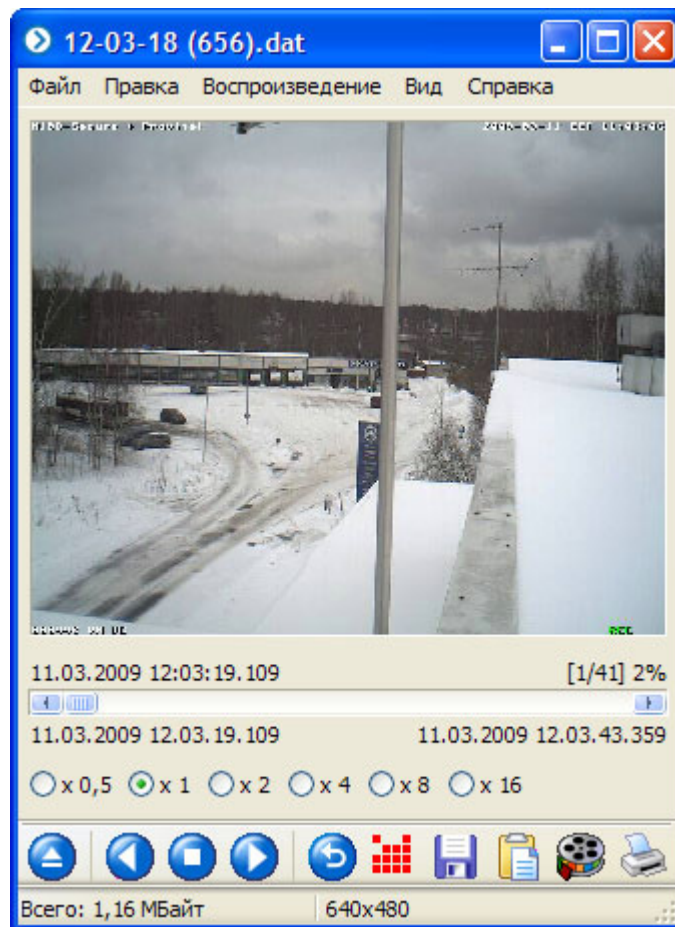 12-03-18 (656).dat
Файл Правка Воспроизведение Вид Справка
REC
11.03.2009 12:03:19.109 [1/41] 2%
11.03.2009 12.03.19.109 11.03.2009 12.03.43.359
x 0,5 x 1 x 2 x 4 x 8 x 16
Всего: 1,16 МБайт 640x480